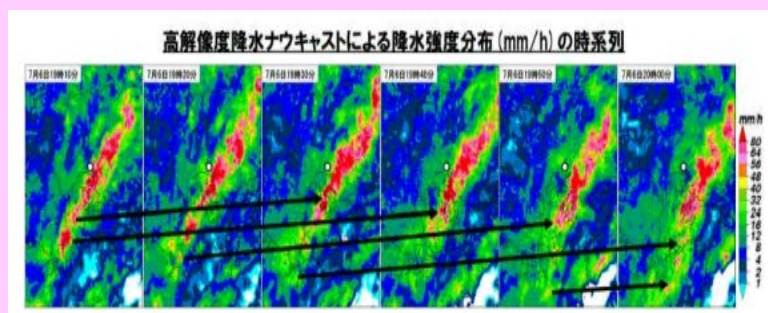 高解像度降水ナウキャストによる降水強度分布(mm/h)の時系列
7月6日19時10分
7月6日19時20分
7月6日19時30分
7月6日19時40分
7月6日19時50分
7月6日20時00分
mm/h
80
64
56
48
40
32
24
16
12
8
4
2
1